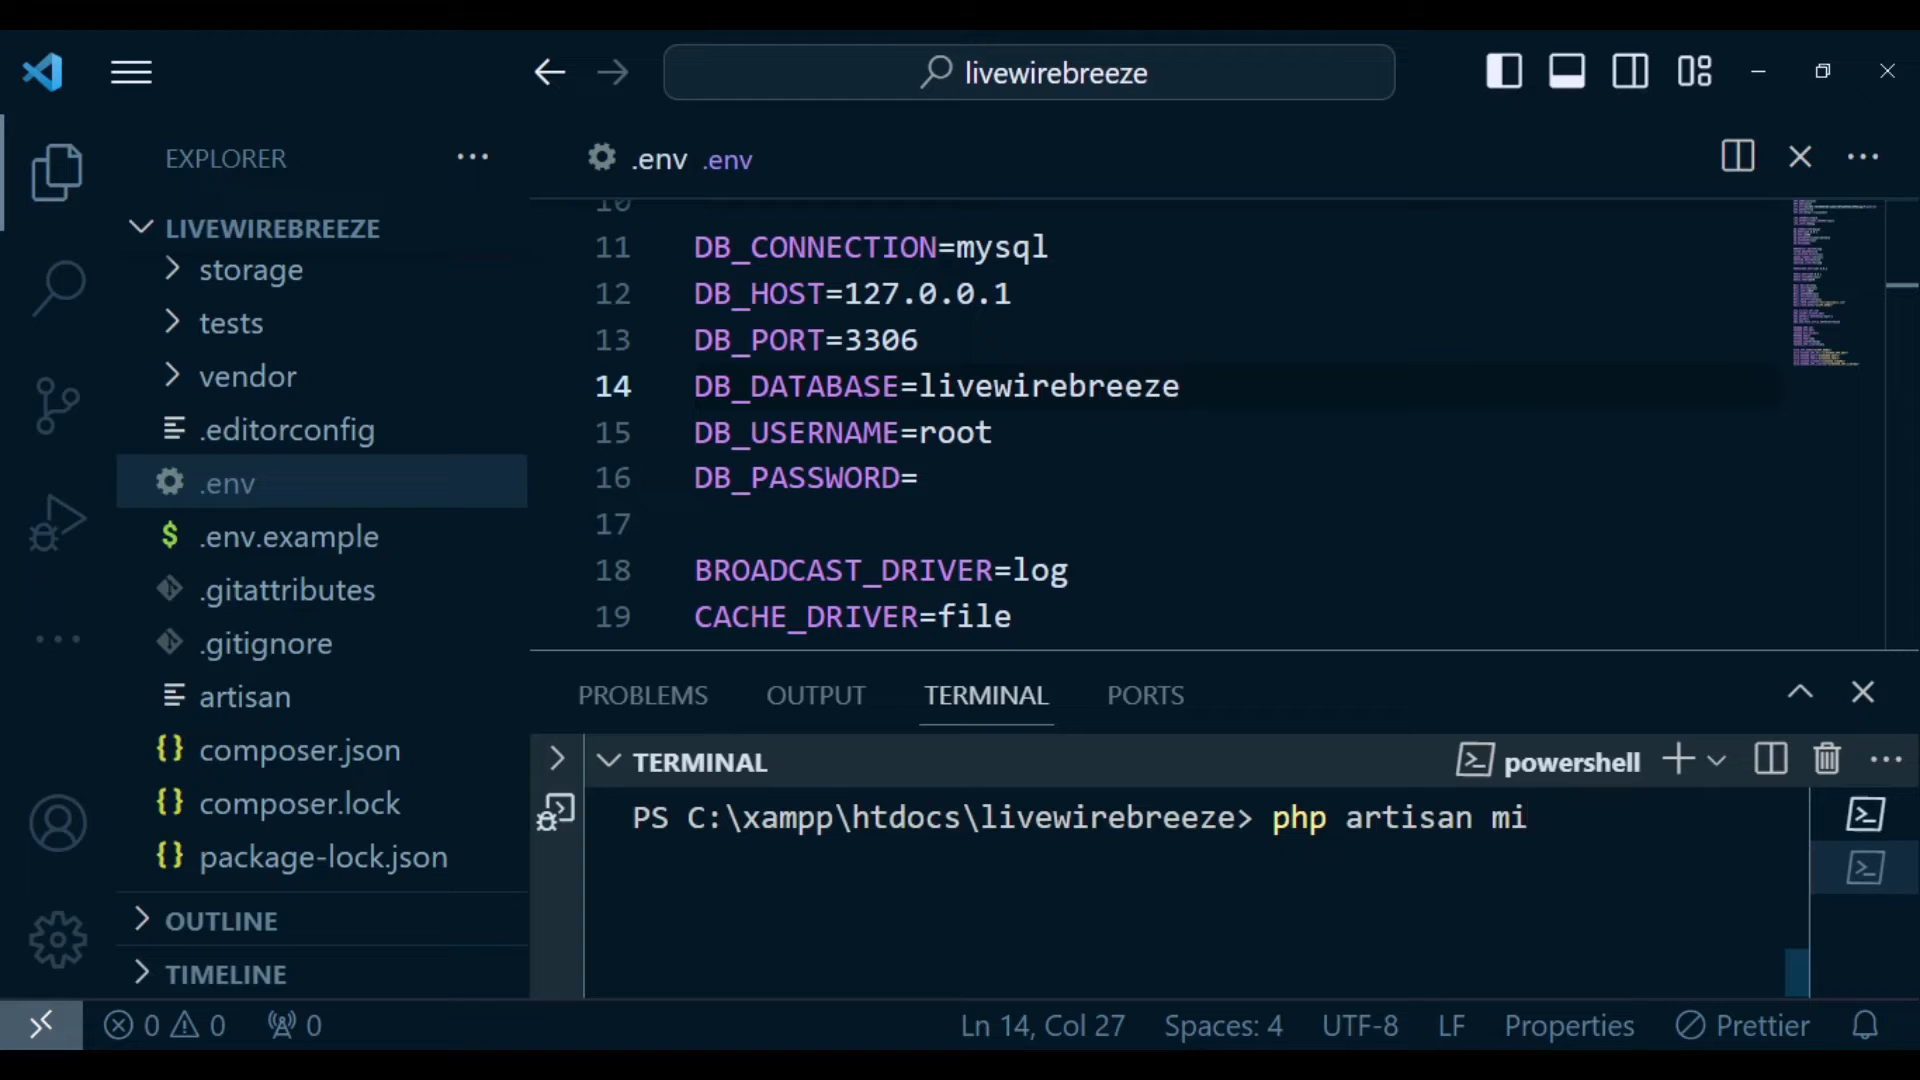 livewirebreeze
EXPLORER
LIVEWIREBREEZE
storage
tests
vendor
.editorconfig
.env
.env.example
.gitattributes
.gitignore
artisan
composer.json
composer.lock
package-lock.json
OUTLINE
TIMELINE
.env .env
10
11 DB_CONNECTION=mysql
12 DB_HOST=127.0.0.1
13 DB_PORT=3306
14 DB_DATABASE=livewirebreeze
15 DB_USERNAME=root
16 DB_PASSWORD=
17
18 BROADCAST_DRIVER=log
19 CACHE_DRIVER=file
PROBLEMS OUTPUT TERMINAL PORTS
TERMINAL powershell
PS C:\xampp\htdocs\livewirebreeze> php artisan mi
0 0 0 Ln 14, Col 27 Spaces: 4 UTF-8 LF Properties Prettier